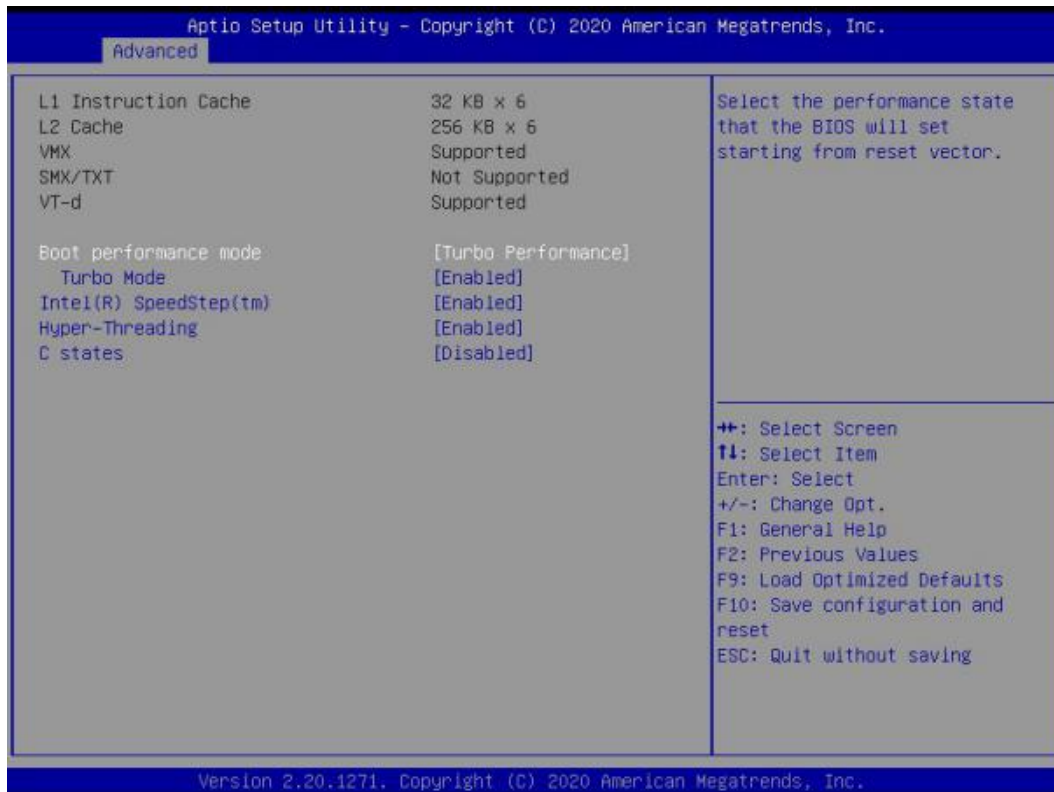 Aptio Setup Utility – Copyright (C) 2020 American Megatrends, Inc.
Advanced
L1 Instruction Cache 32 KB x 6
L2 Cache 256 KB x 6
VMX Supported
SMX/TXT Not Supported
VT-d Supported
Boot performance mode [Turbo Performance]
Turbo Mode [Enabled]
Intel(R) SpeedStep(tm) [Enabled]
Hyper-Threading [Enabled]
C states [Disabled]
Select the performance state
that the BIOS will set
starting from reset vector.
→←: Select Screen
↑↓: Select Item
Enter: Select
+/-: Change Opt.
F1: General Help
F2: Previous Values
F9: Load Optimized Defaults
F10: Save configuration and
reset
ESC: Quit without saving
Version 2.20.1271. Copyright (C) 2020 American Megatrends, Inc.